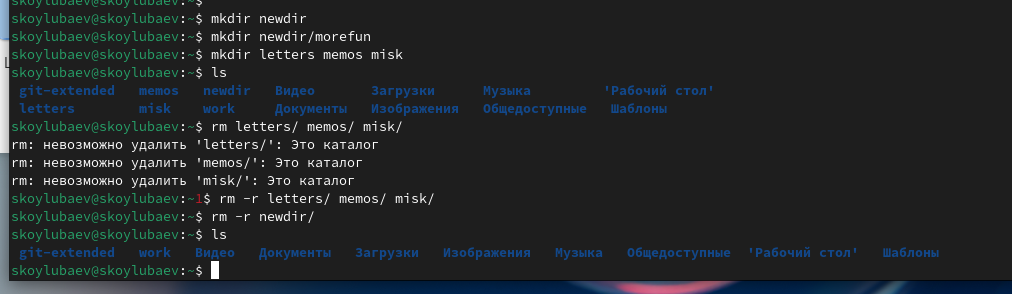 skoylubaev@skoylubaev:~$
skoylubaev@skoylubaev:~$ mkdir newdir
skoylubaev@skoylubaev:~$ mkdir newdir/morefun
skoylubaev@skoylubaev:~$ mkdir letters memos misk
skoylubaev@skoylubaev:~$ ls
git-extended memos newdir Видео Загрузки Музыка 'Рабочий стол'
letters misk work Документы Изображения Общедоступные Шаблоны
skoylubaev@skoylubaev:~$ rm letters/ memos/ misk/
rm: невозможно удалить 'letters/': Это каталог
rm: невозможно удалить 'memos/': Это каталог
rm: невозможно удалить 'misk/': Это каталог
skoylubaev@skoylubaev:~1$ rm -r letters/ memos/ misk/
skoylubaev@skoylubaev:~$ rm -r newdir/
skoylubaev@skoylubaev:~$ ls
git-extended work Видео Документы Загрузки Изображения Музыка Общедоступные 'Рабочий стол' Шаблоны
skoylubaev@skoylubaev:~$